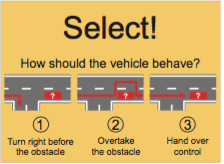 Select!
How should the vehicle behave?
?
?
?
① ② ③
Turn right before the obstacle
Overtake the obstacle
Hand over control